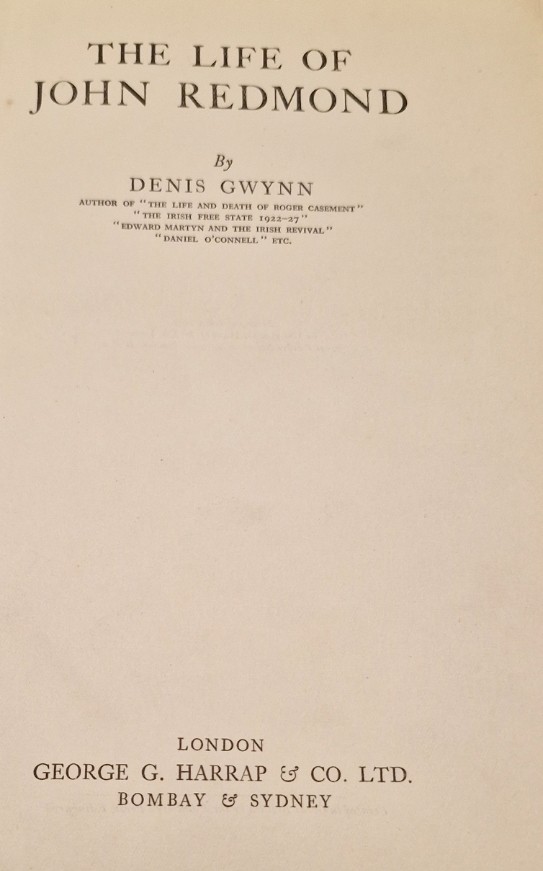 THE LIFE OF
JOHN REDMOND
By
DENIS GWYNN
AUTHOR OF "THE LIFE AND DEATH OF ROGER CASEMENT"
"THE IRISH FREE STATE 1922-27"
"EDWARD MARTYN AND THE IRISH REVIVAL"
"DANIEL O'CONNELL" ETC.
LONDON
GEORGE G. HARRAP & CO. LTD.
BOMBAY & SYDNEY